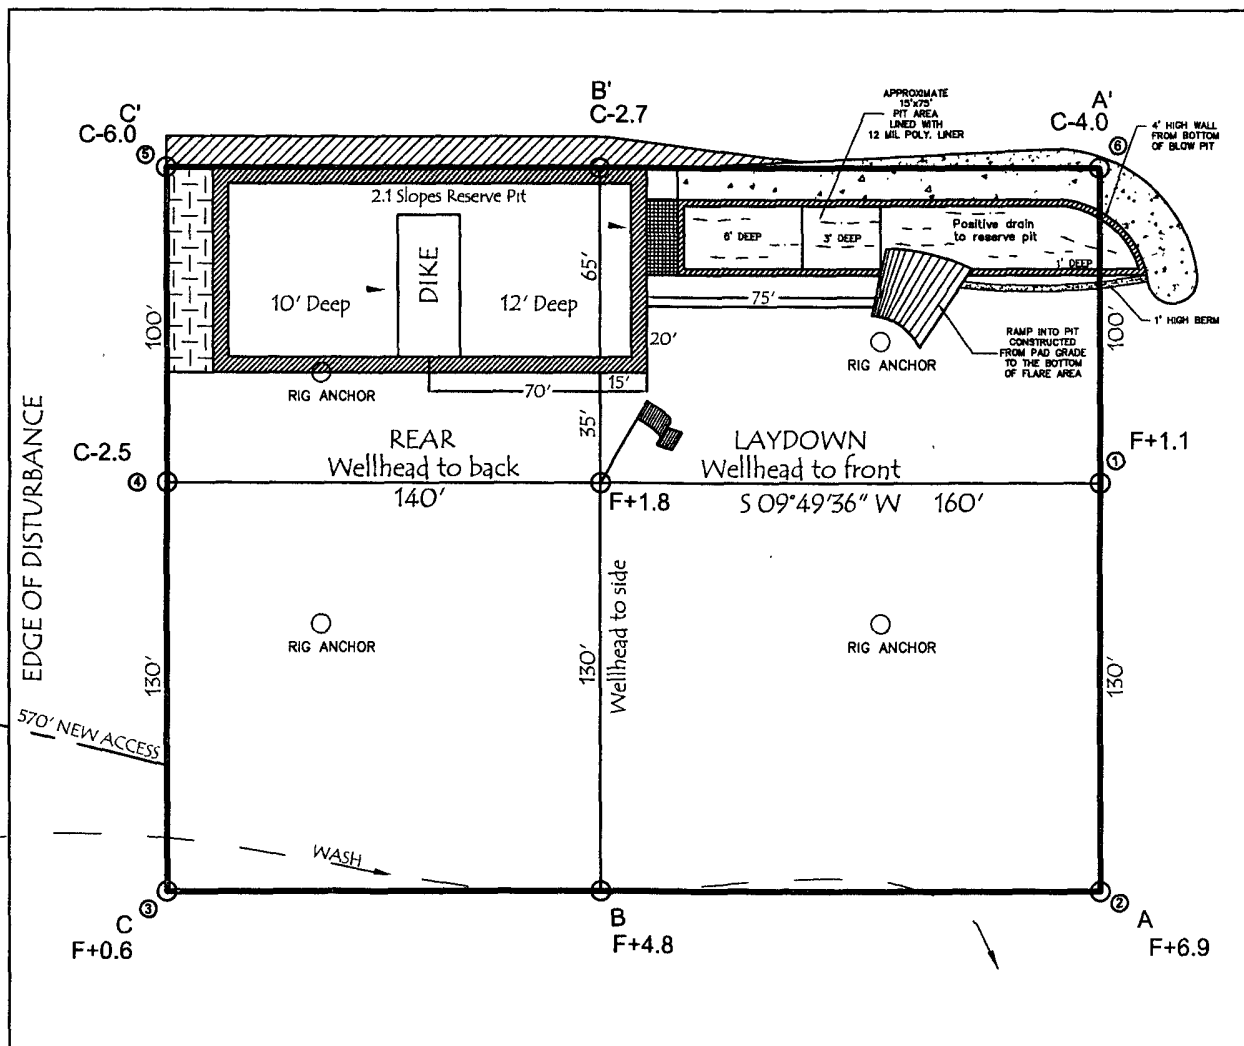 B'
C-2.7
C'
C-6.0
⑤
APPROXIMATE
15'x75'
PIT AREA
LINED WITH
12 MIL POLY. LINER
A'
C-4.0
⑥
4' HIGH WALL
FROM BOTTOM
OF BLOW PIT
2.1 Slopes Reserve Pit
6' DEEP
3' DEEP
Positive drain
to reserve pit
1' DEEP
DIKE
65'
10' Deep
12' Deep
75'
1' HIGH BERM
100'
100'
20'
RAMP INTO PIT
CONSTRUCTED
FROM PAD GRADE
TO THE BOTTOM
OF FLARE AREA
RIG ANCHOR
RIG ANCHOR
70'
15'
35'
EDGE OF DISTURBANCE
C-2.5
④
REAR
Wellhead to back
140'
LAYDOWN
Wellhead to front
F+1.8
S 09°49'36" W 160'
F+1.1
①
RIG ANCHOR
RIG ANCHOR
130'
130'
Wellhead to side
130'
570' NEW ACCESS
WASH
③
C
F+0.6
B
F+4.8
②
A
F+6.9